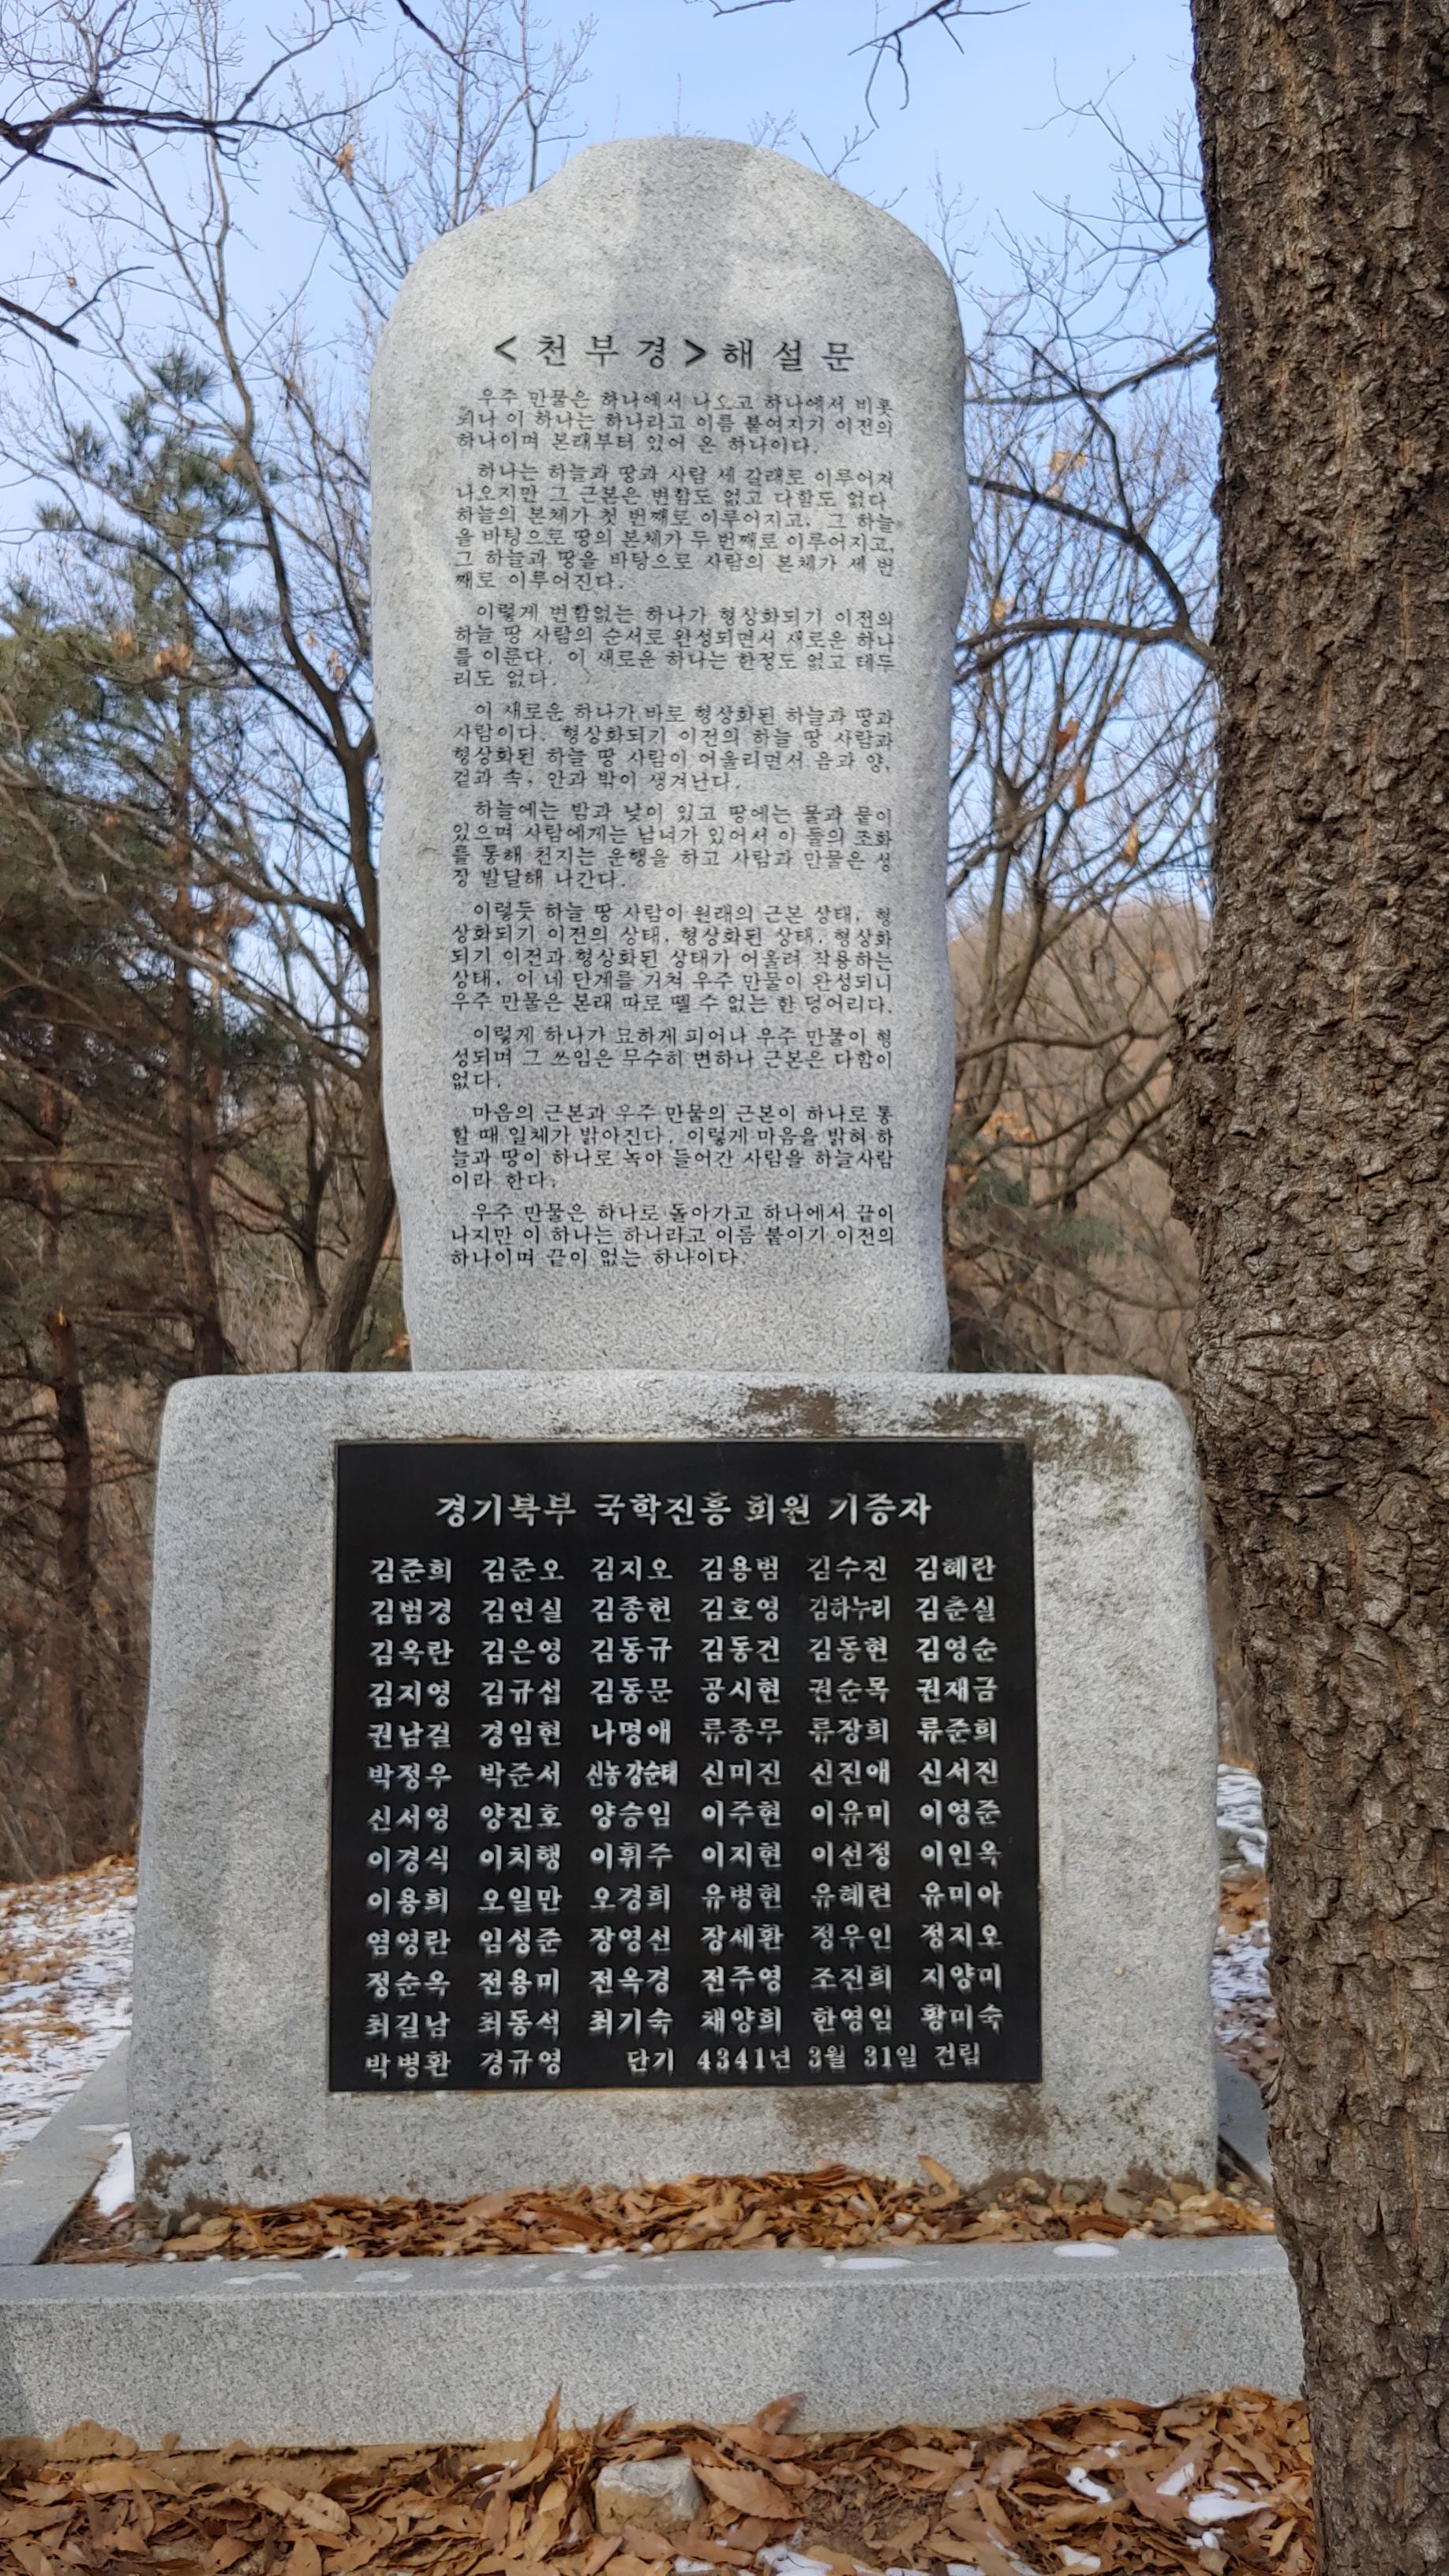 <천부경>해설문
우주 만물은 하나에서 나오고 하나에서 비롯
되나 이 하나는 하나라고 이름 붙여지기 이전의
하나이며 본래부터 있어 온 하나이다.
하나는 하늘과 땅과 사람 세 갈래로 이루어져
나오지만 그 근본은 변함도 없고 다함도 없다.
하늘의 본체가 첫 번째로 이루어지고, 그 하늘
을 바탕으로 땅의 본체가 두 번째로 이루어지고,
그 하늘과 땅을 바탕으로 사람의 본체가 세 번
째로 이루어진다.
이렇게 변함없는 하나가 형상화되기 이전의
하늘 땅 사람의 순서로 완성되면서 새로운 하나
를 이룬다. 이 새로운 하나는 한정도 없고 테두
리도 없다.
이 새로운 하나가 바로 형상화된 하늘과 땅과
사람이다. 형상화되기 이전의 하늘 땅 사람과
형상화된 하늘 땅 사람이 어울리면서 음과 양,
겉과 속, 안과 밖이 생겨난다.
하늘에는 밤과 낮이 있고 땅에는 물과 뭍이
있으며 사람에게는 남녀가 있어서 이 둘의 조화
를 통해 천지는 운행을 하고 사람과 만물은 성
장 발달해 나간다.
이렇듯 하늘 땅 사람이 원래의 근본 상태, 형
상화되기 이전의 상태, 형상화된 상태, 형상화
되기 이전과 형상화된 상태가 어울려 작용하는
상태, 이 네 단계를 거쳐 우주 만물이 완성되니
우주 만물은 본래 따로 뗄 수 없는 한 덩어리다.
이렇게 하나가 묘하게 피어나 우주 만물이 형
성되며 그 쓰임은 무수히 변하나 근본은 다함이
없다.
마음의 근본과 우주 만물의 근본이 하나로 통
할 때 일체가 밝아진다. 이렇게 마음을 밝혀 하
늘과 땅이 하나로 녹아 들어간 사람을 하늘사람
이라 한다.
우주 만물은 하나로 돌아가고 하나에서 끝이
나지만 이 하나는 하나라고 이름 붙이기 이전의
하나이며 끝이 없는 하나이다.
경기북부 국학진흥 회원 기증자
김준희 김준오 김지오 김용범 김수진 김혜란
김범경 김연실 김종헌 김호영 김하누리 김춘실
김옥란 김은영 김동규 김동건 김동현 김영순
김지영 김규섭 김동문 공시현 권순목 권재금
권남걸 경임현 나명애 류종무 류장희 류준희
박정우 박준서 신농강순태 신미진 신진애 신서진
신서영 양진호 양승임 이주현 이유미 이영준
이경식 이치행 이휘주 이지현 이선정 이인옥
이용희 오일만 오경희 유병현 유혜련 유미아
염영란 임성준 장영선 장세환 정우인 정지오
정순옥 전용미 전옥경 전주영 조진희 지양미
최길남 최동석 최기숙 채양희 한영임 황미숙
박병환 경규영 단기 4341년 3월 31일 건립